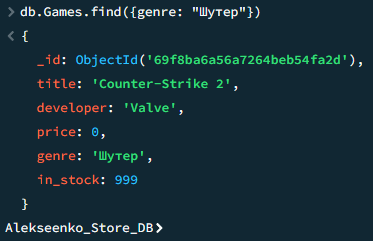 > db.Games.find({genre: "Шутер"})
< {
_id: ObjectId('69f8ba6a56a7264beb54fa2d'),
title: 'Counter-Strike 2',
developer: 'Valve',
price: 0,
genre: 'Шутер',
in_stock: 999
}
Alekseenko_Store_DB>